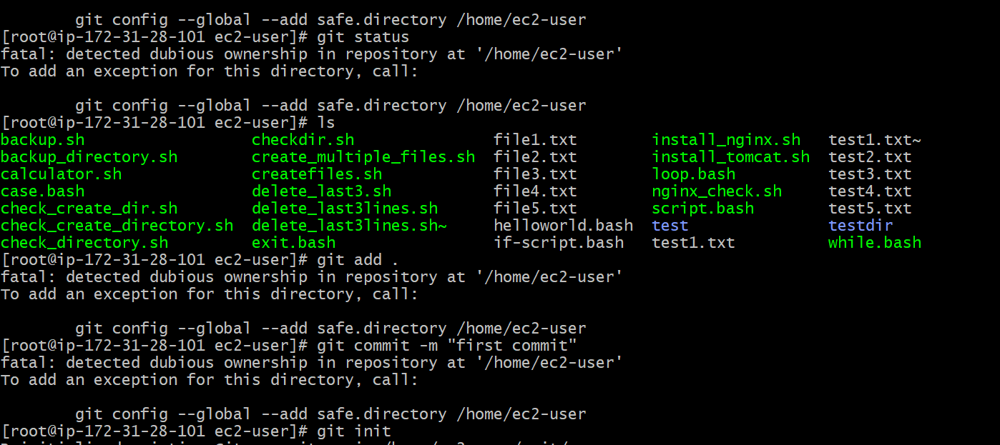 git config --global --add safe.directory /home/ec2-user
[root@ip-172-31-28-101 ec2-user]# git status
fatal: detected dubious ownership in repository at '/home/ec2-user'
To add an exception for this directory, call:
git config --global --add safe.directory /home/ec2-user
[root@ip-172-31-28-101 ec2-user]# ls
backup.sh checkdir.sh file1.txt install_nginx.sh test1.txt~
backup_directory.sh create_multiple_files.sh file2.txt install_tomcat.sh test2.txt
calculator.sh createfiles.sh file3.txt loop.bash test3.txt
case.bash delete_last3.sh file4.txt nginx_check.sh test4.txt
check_create_dir.sh delete_last3lines.sh file5.txt script.bash test5.txt
check_create_directory.sh delete_last3lines.sh~ helloworld.bash test testdir
check_directory.sh exit.bash if-script.bash test1.txt while.bash
[root@ip-172-31-28-101 ec2-user]# git add .
fatal: detected dubious ownership in repository at '/home/ec2-user'
To add an exception for this directory, call:
git config --global --add safe.directory /home/ec2-user
[root@ip-172-31-28-101 ec2-user]# git commit -m "first commit"
fatal: detected dubious ownership in repository at '/home/ec2-user'
To add an exception for this directory, call:
git config --global --add safe.directory /home/ec2-user
[root@ip-172-31-28-101 ec2-user]# git init